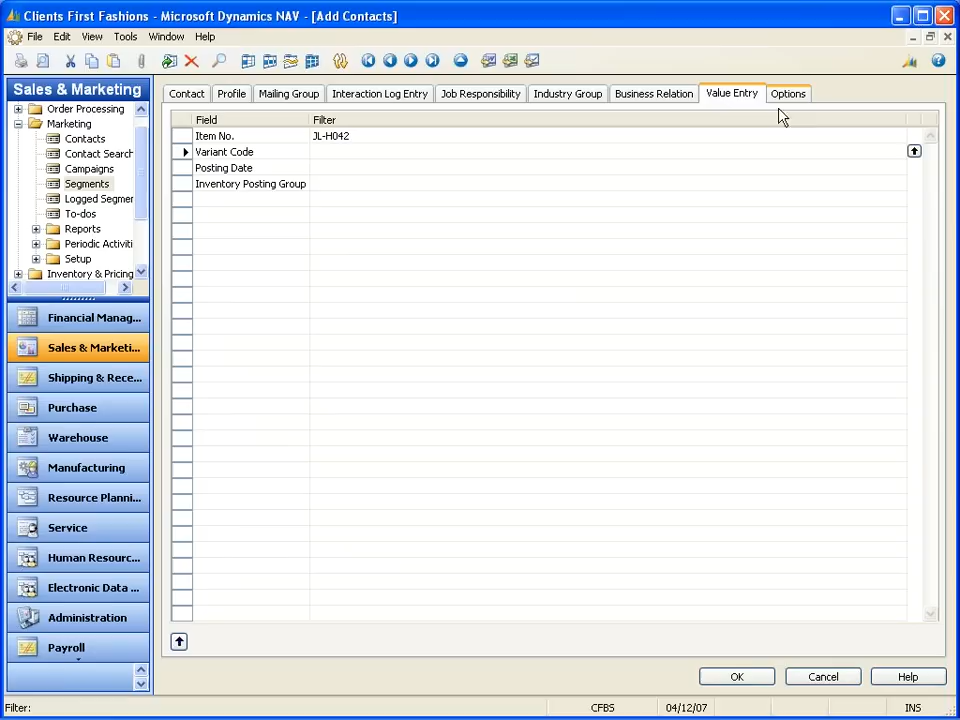 Clients First Fashions - Microsoft Dynamics NAV - [Add Contacts]
File Edit View Tools Window Help
Sales & Marketing
Order Processing
Marketing
Contacts
Contact Search
Campaigns
Segments
Logged Segmer
To-dos
Reports
Periodic Activiti
Setup
Inventory & Pricing
Financial Manag...
Sales & Marketi...
Shipping & Rece...
Purchase
Warehouse
Manufacturing
Resource Planni...
Service
Human Resourc...
Electronic Data ...
Administration
Payroll
Contact Profile Mailing Group Interaction Log Entry Job Responsibility Industry Group Business Relation Value Entry Options
Field Filter
Item No. JL-H042
Variant Code
Posting Date
Inventory Posting Group
OK Cancel Help
Filter: CFBS 04/12/07 INS